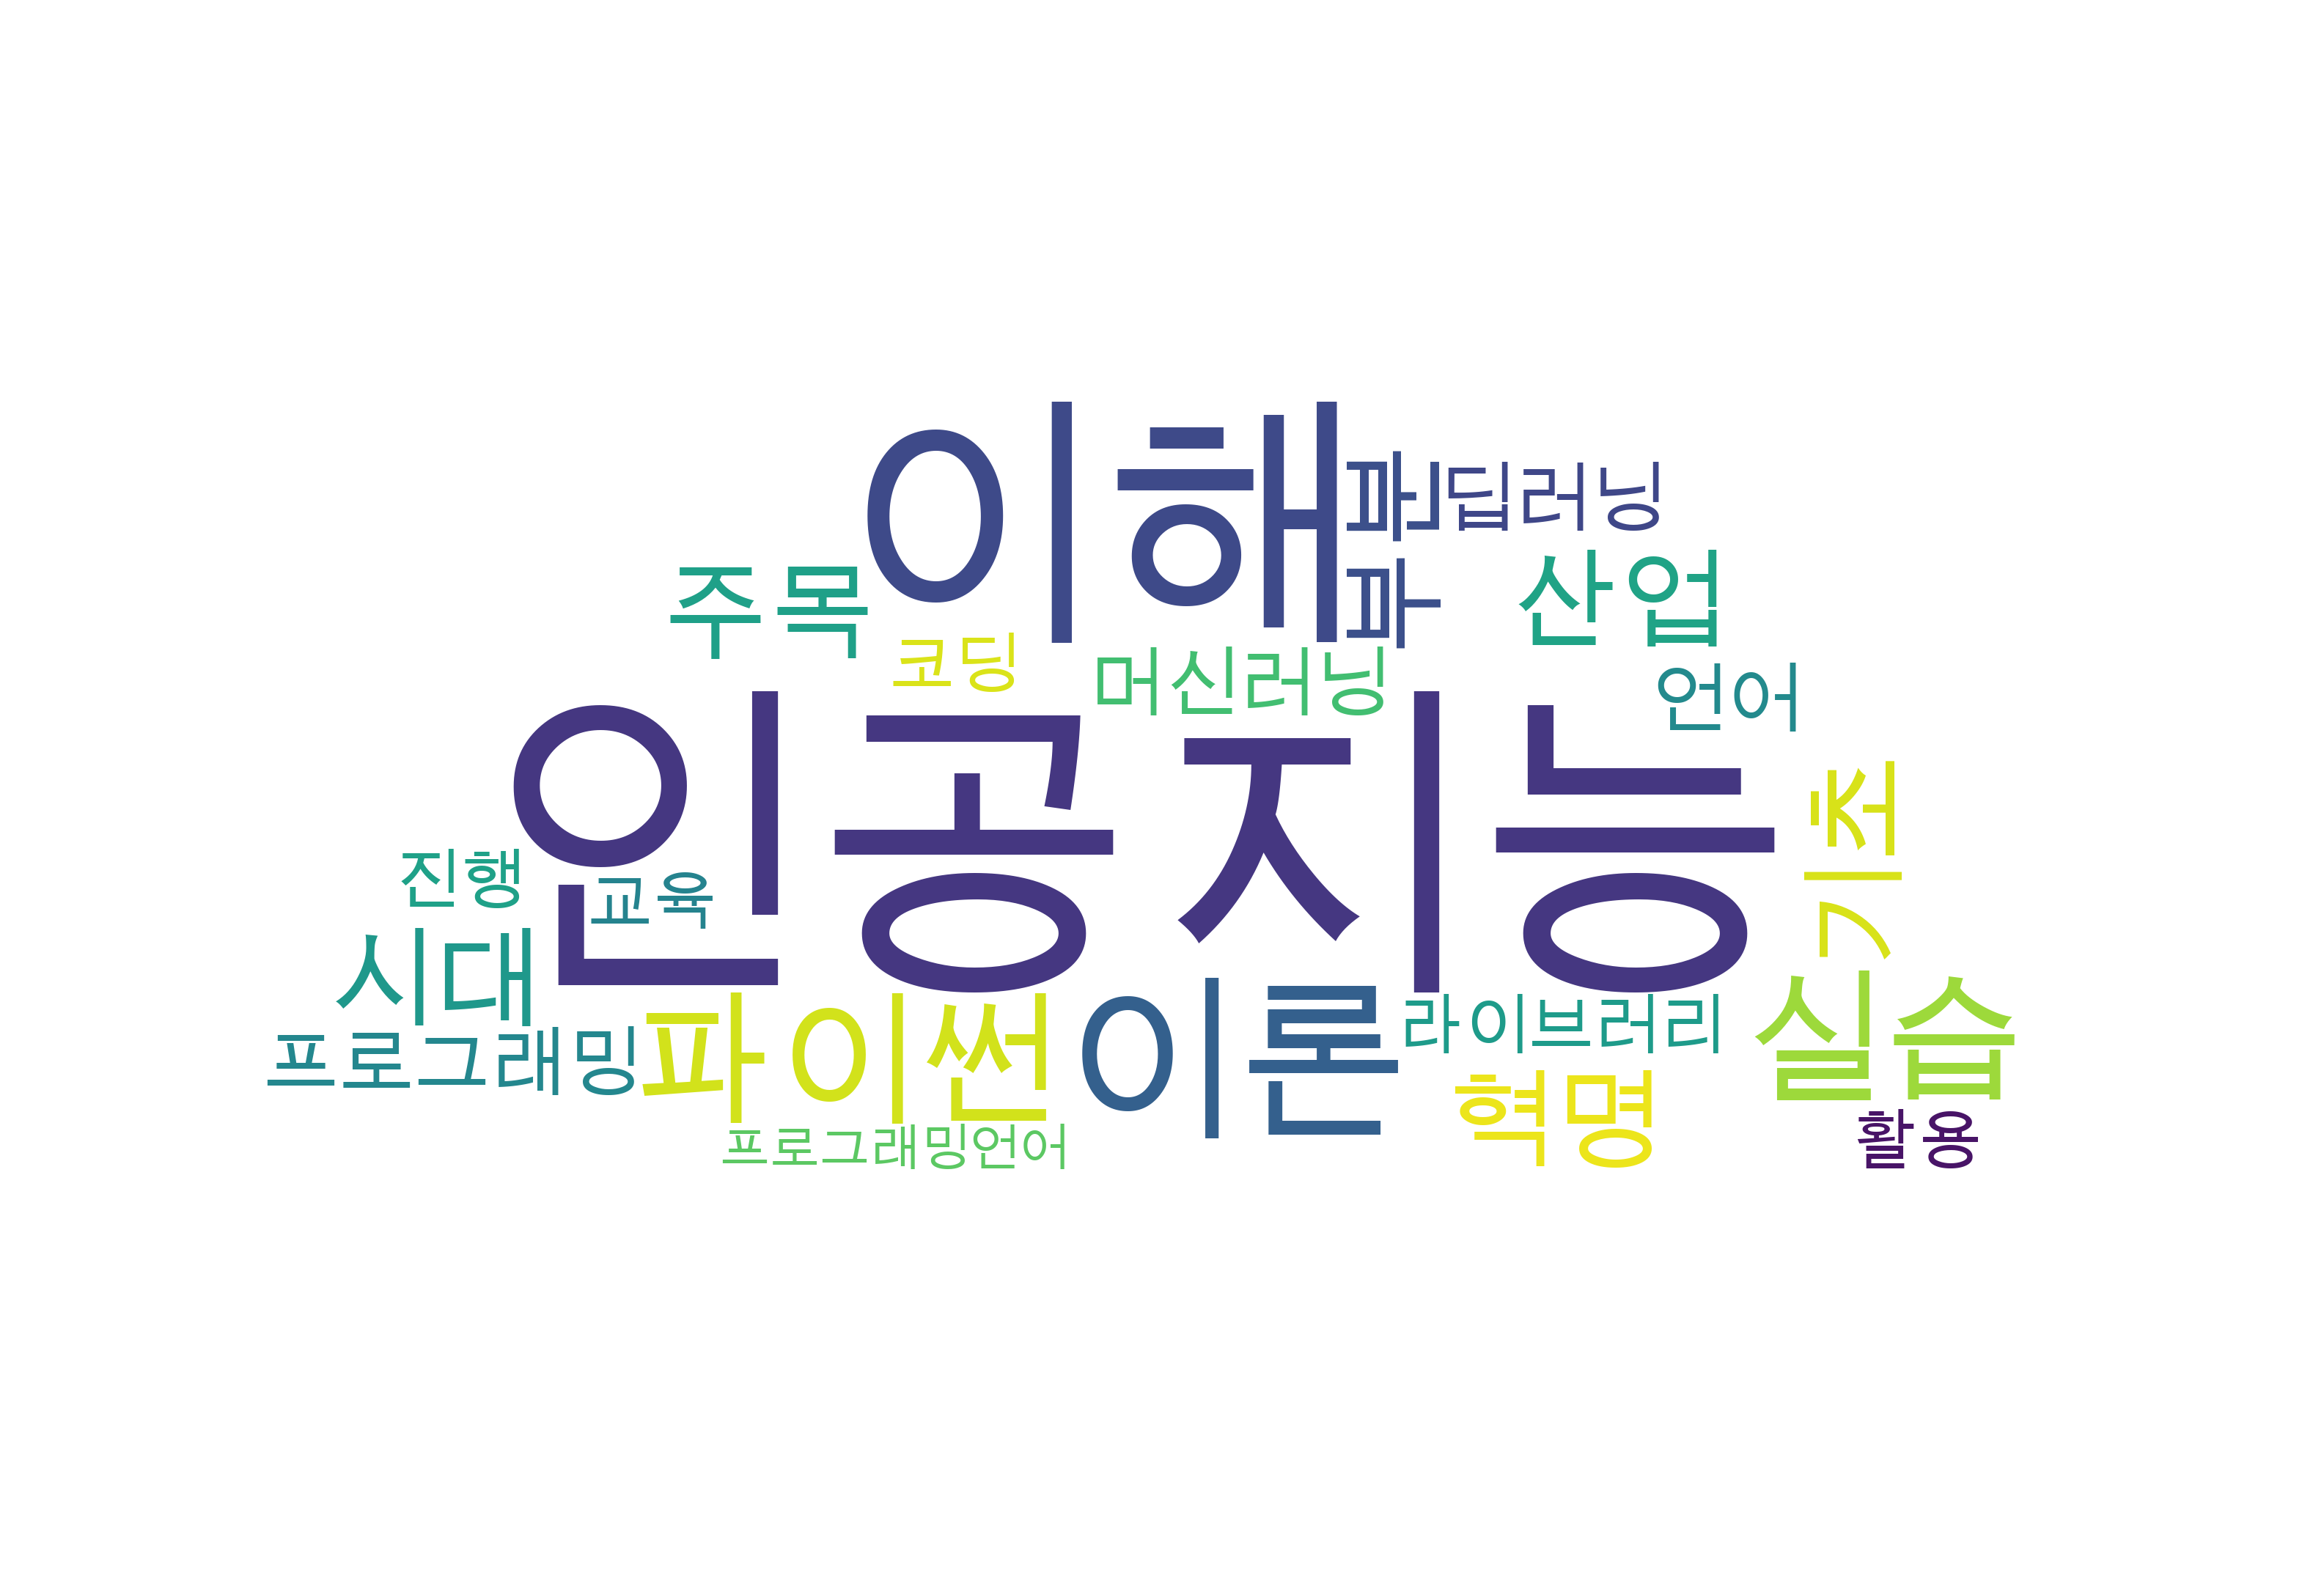 이해
부분
딥러닝
주목
산업
코딩
머신러닝
언어
인공지능
기초
진행
교육
시대
실습
파이썬
이론
라이브러리
프로그래밍
혁명
활용
프로그래밍언어